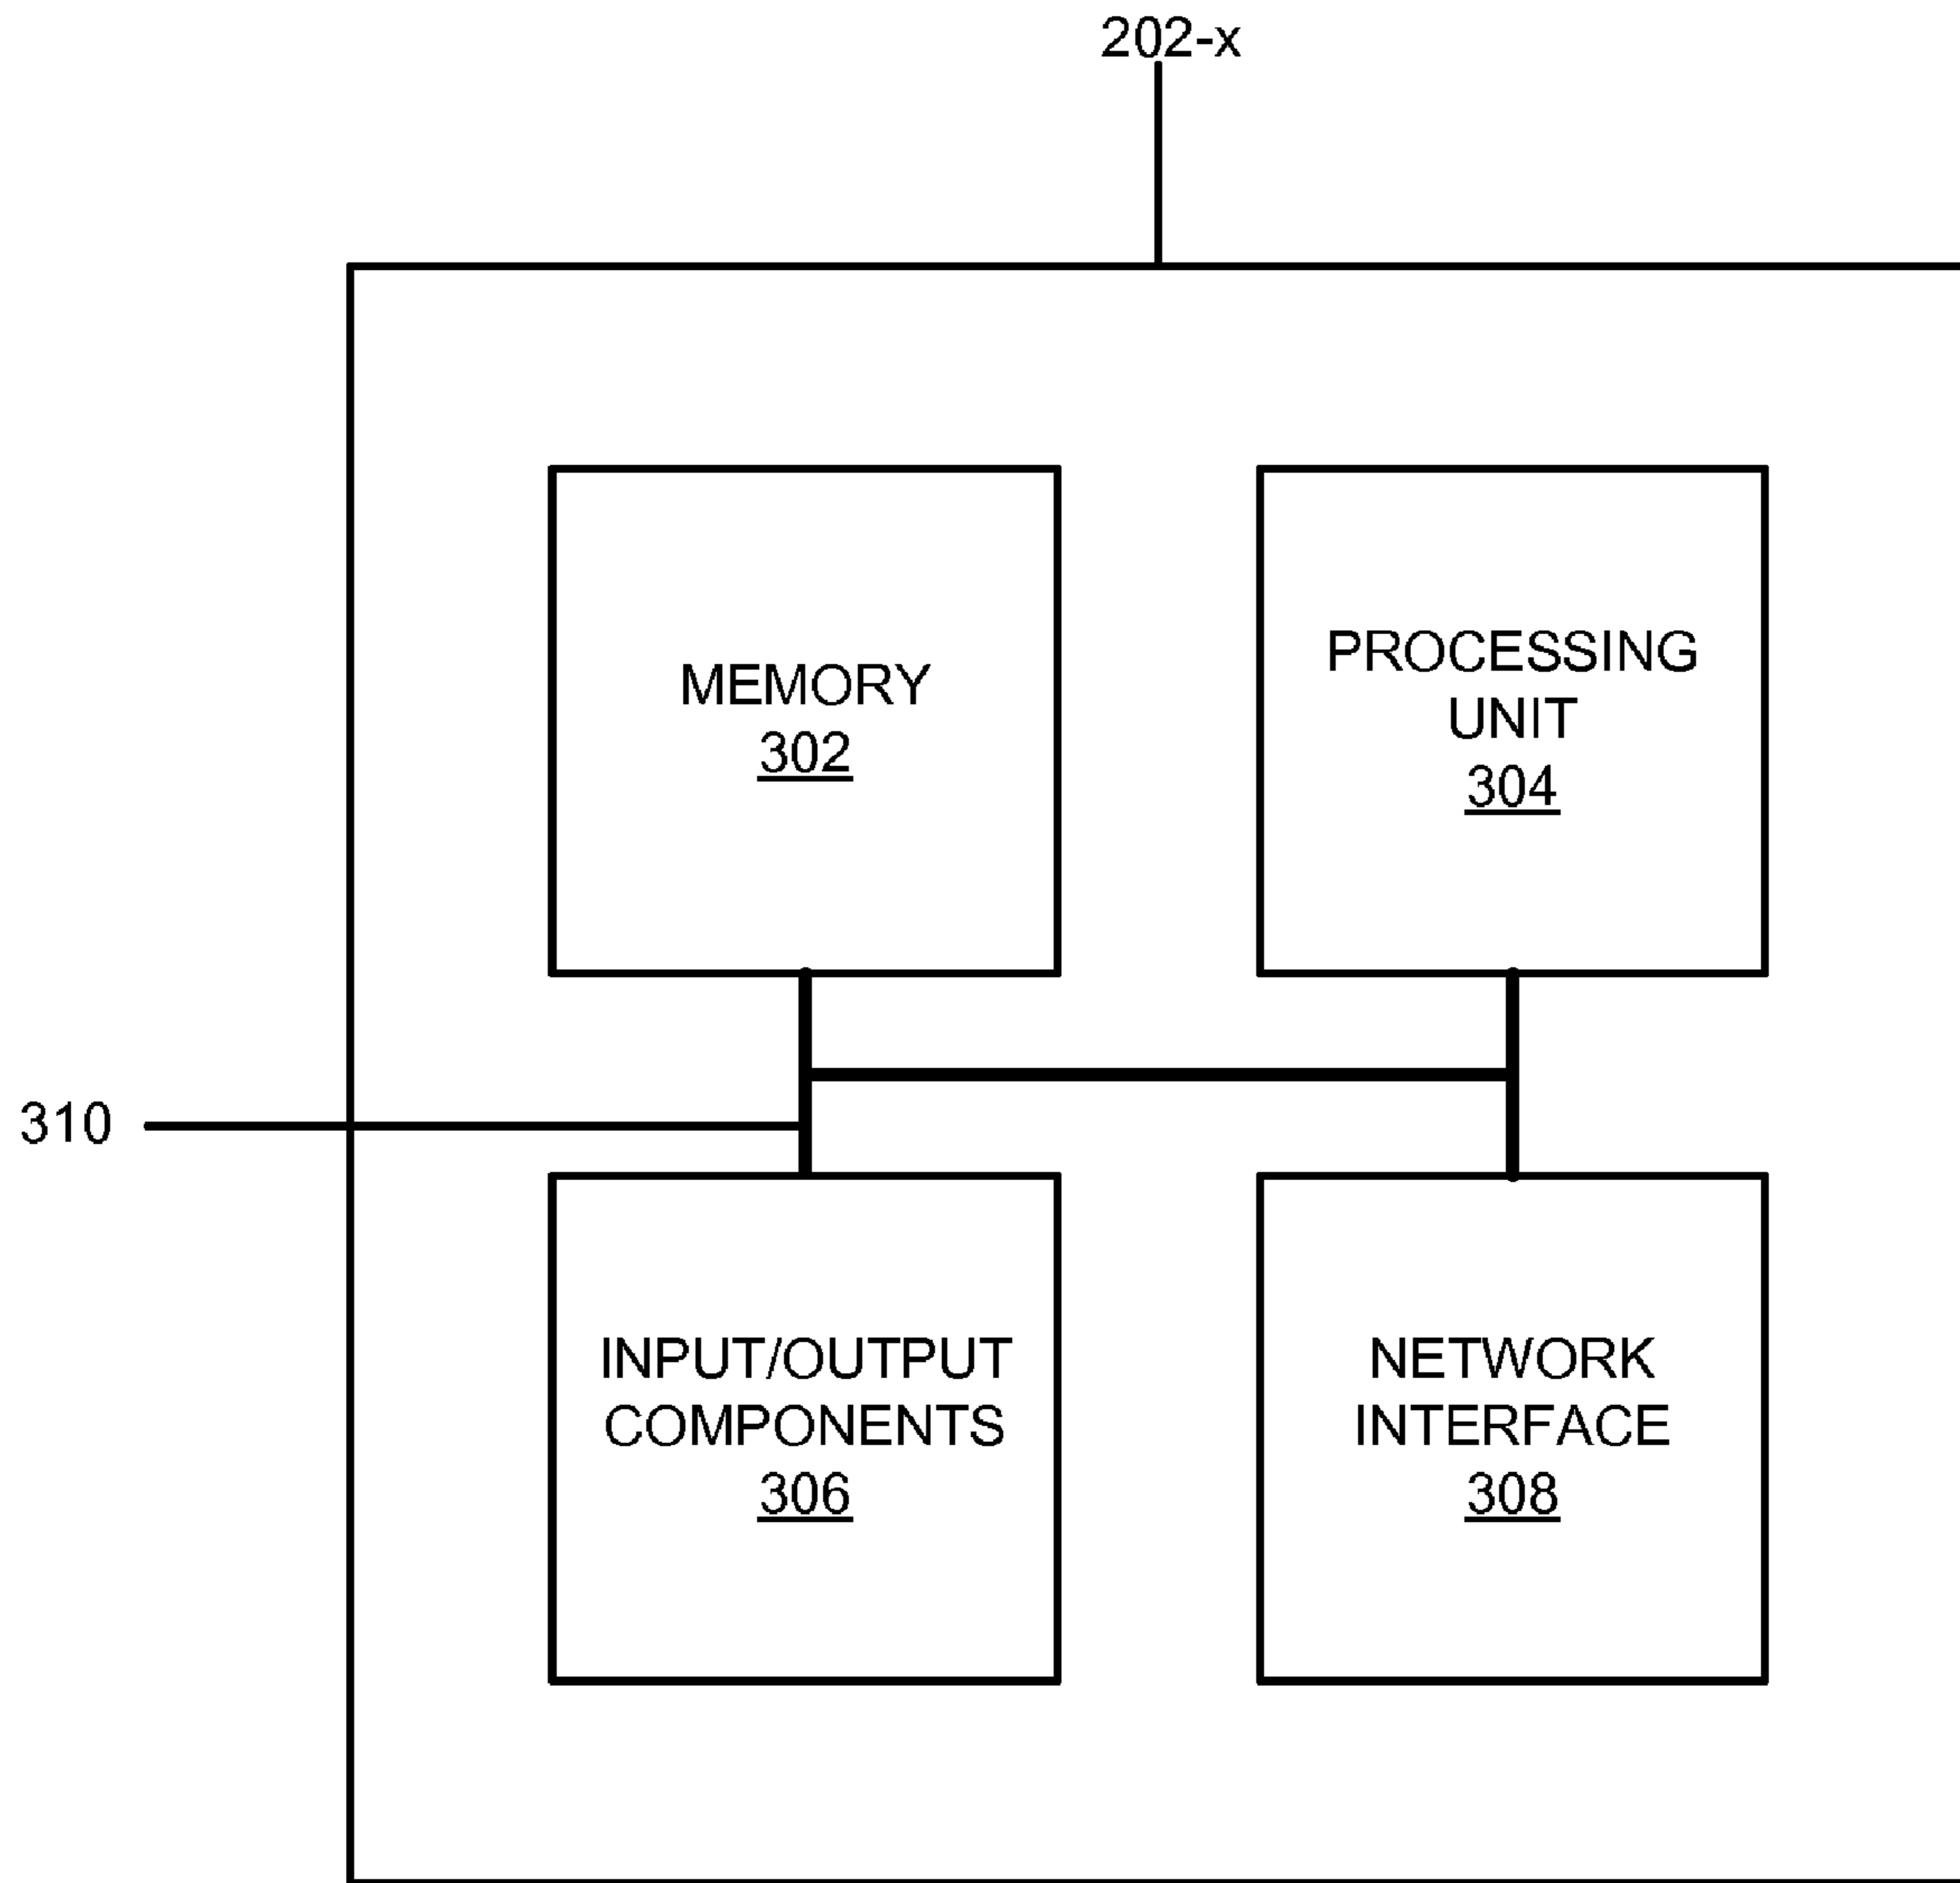 202-x
MEMORY
302
PROCESSING
UNIT
304
310
INPUT/OUTPUT
COMPONENTS
306
NETWORK
INTERFACE
308